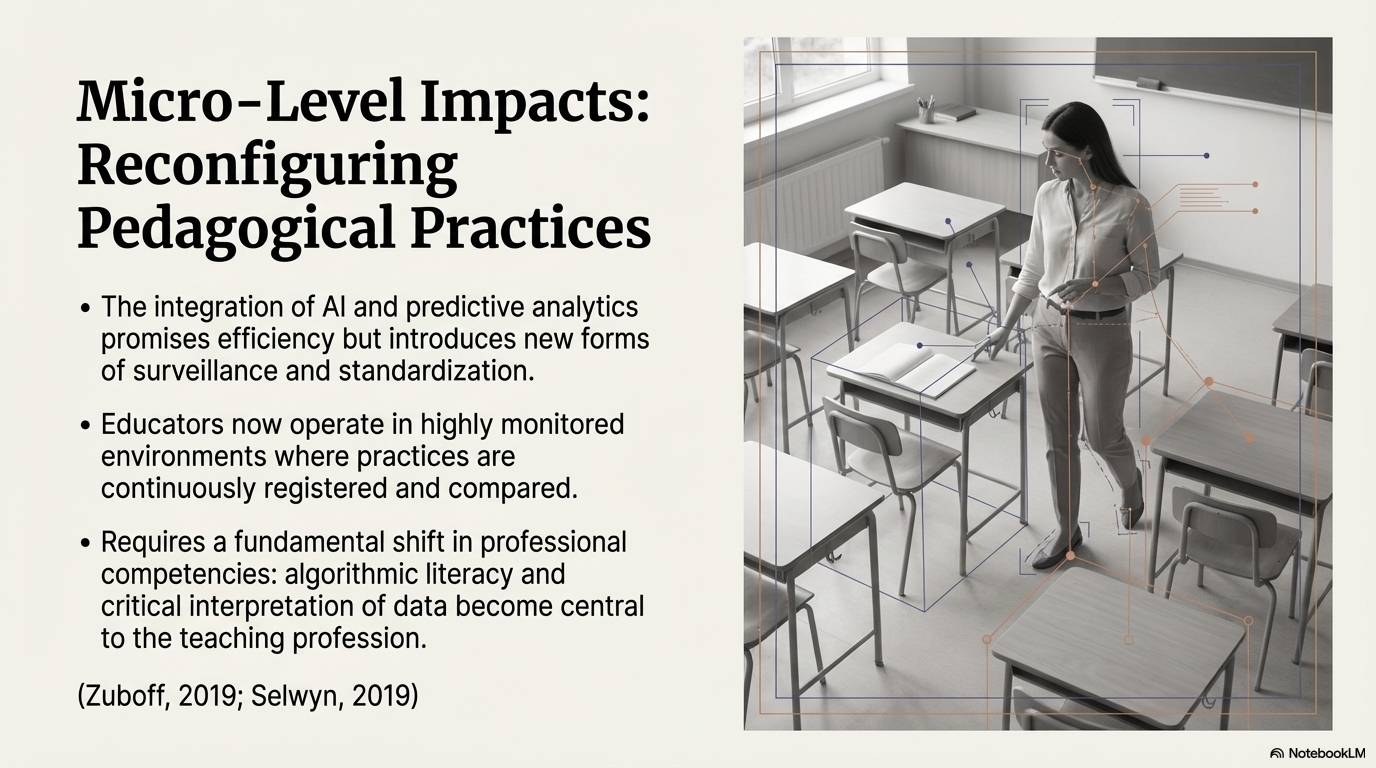 Micro-Level Impacts:
Reconfiguring
Pedagogical Practices
• The integration of AI and predictive analytics
promises efficiency but introduces new forms
of surveillance and standardization.
• Educators now operate in highly monitored
environments where practices are
continuously registered and compared.
• Requires a fundamental shift in professional
competencies: algorithmic literacy and
critical interpretation of data become central
to the teaching profession.
(Zuboff, 2019; Selwyn, 2019)
NotebookLM